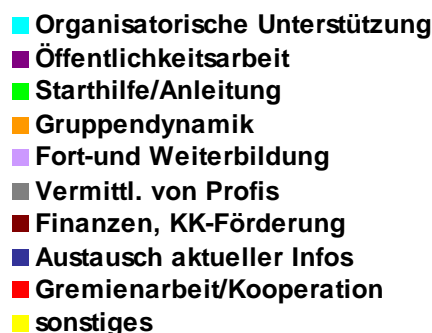 Organisatorische Unterstützung
Öffentlichkeitsarbeit
Starthilfe/Anleitung
Gruppendynamik
Fort-und Weiterbildung
Vermittl. von Profis
Finanzen, KK-Förderung
Austausch aktueller Infos
Gremienarbeit/Kooperation
sonstiges